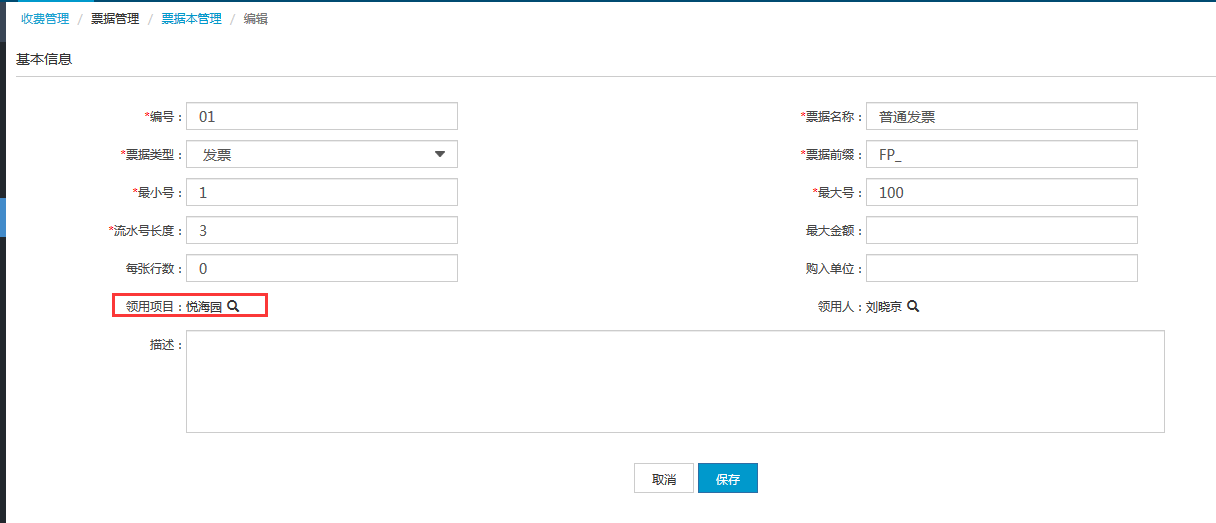 收费管理 / 票据管理 / 票据本管理 / 编辑
基本信息
*编号： 01 *票据名称： 普通发票
*票据类型： 发票 *票据前缀： FP_
*最小号： 1 *最大号： 100
*流水号长度： 3 最大金额：
每张行数： 0 购入单位：
领用项目： 悦海园 领用人： 刘晓京
描述：
取消 保存